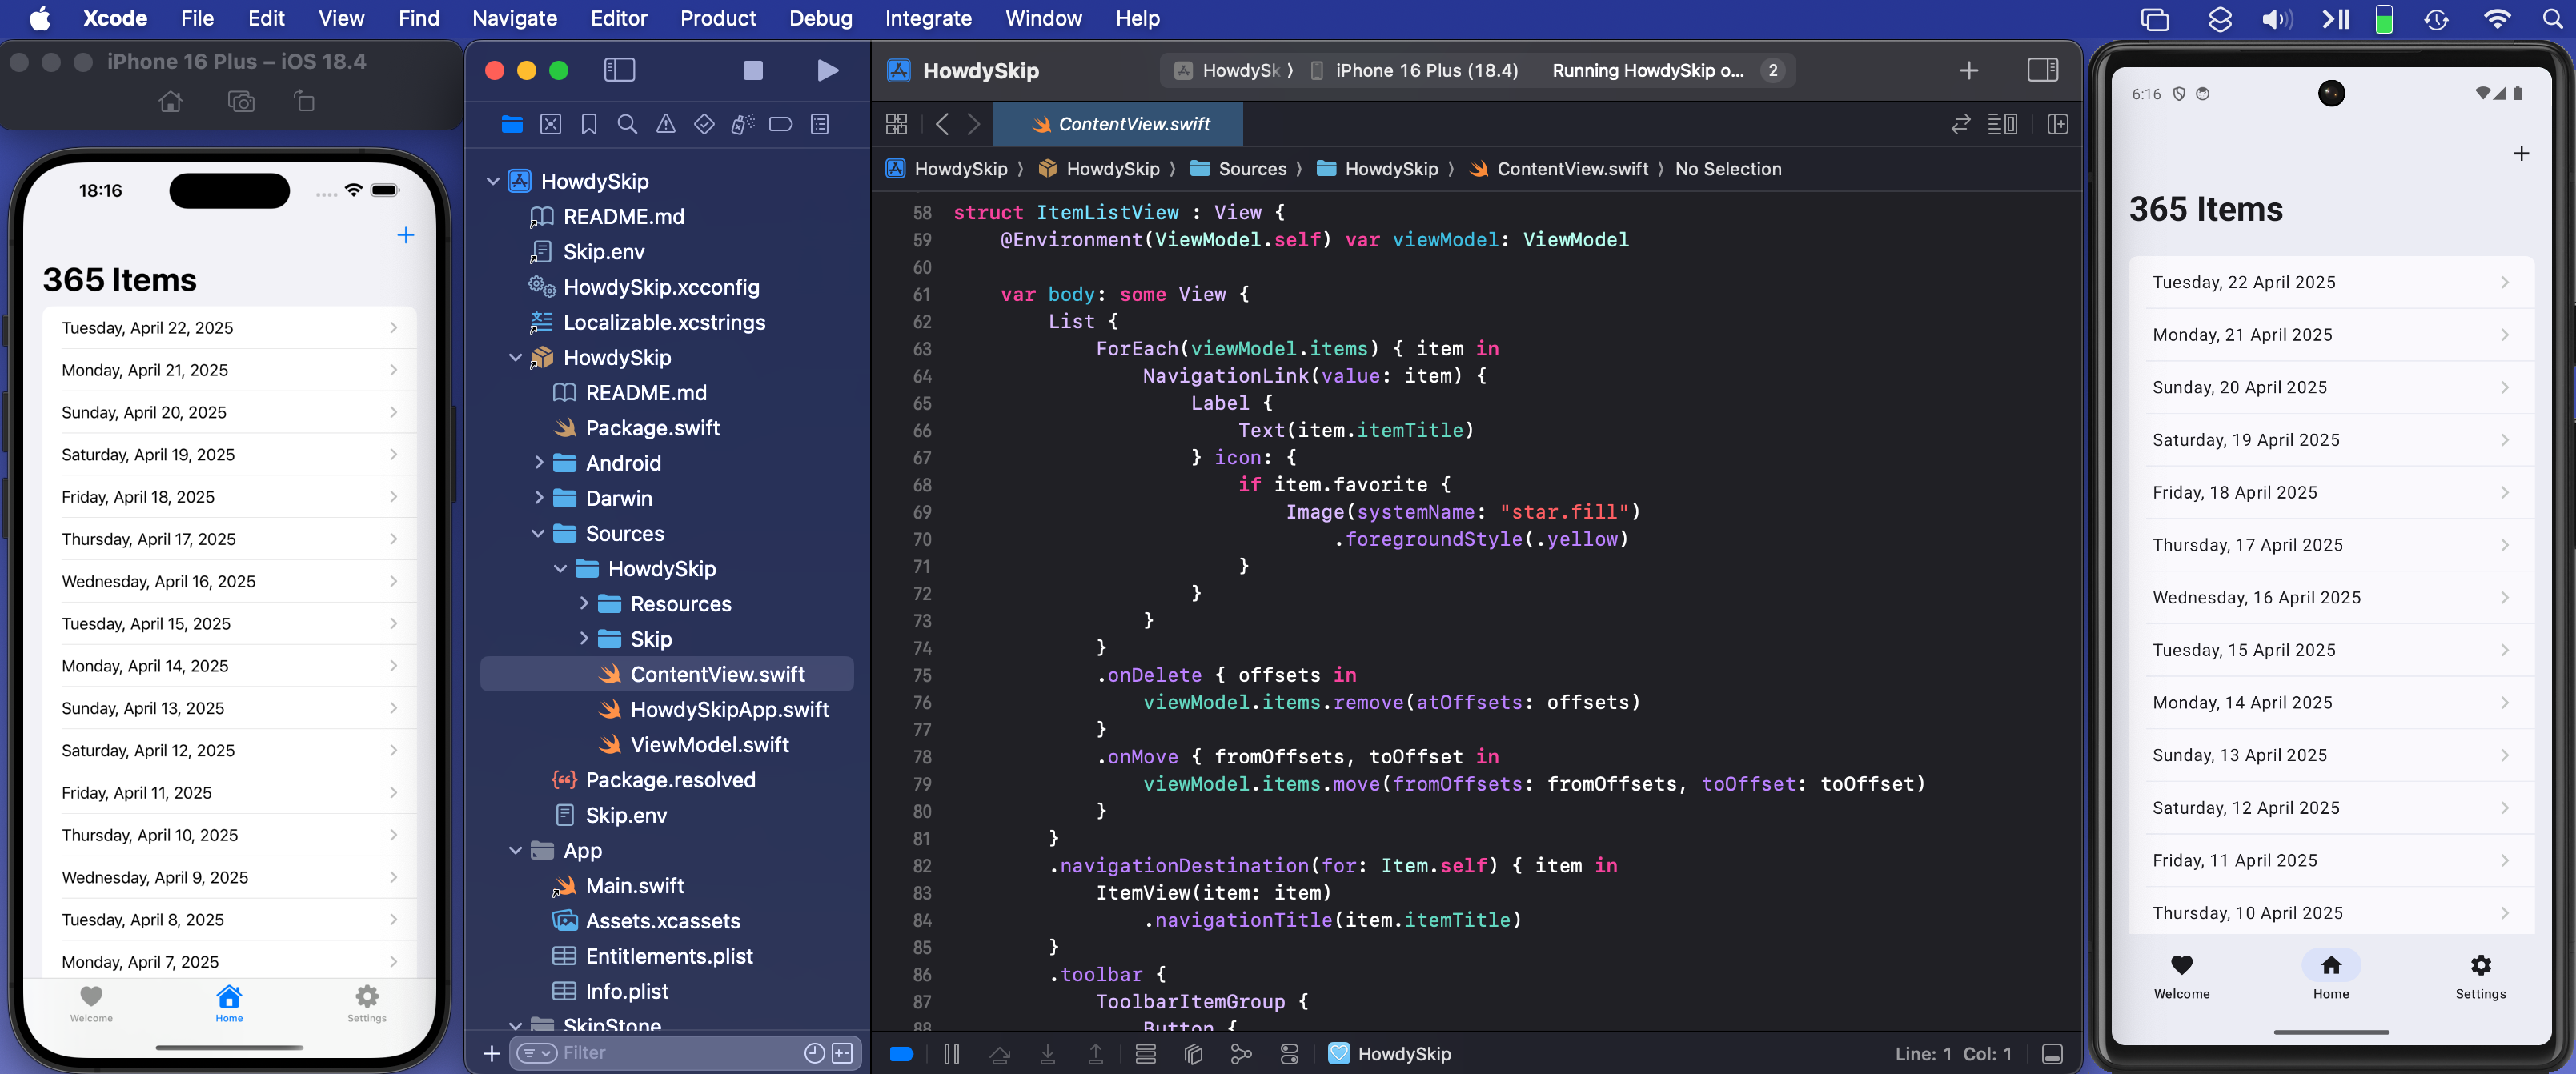 Xcode File Edit View Find Navigate Editor Product Debug Integrate Window Help
iPhone 16 Plus – iOS 18.4
18:16
365 Items
Tuesday, April 22, 2025
Monday, April 21, 2025
Sunday, April 20, 2025
Saturday, April 19, 2025
Friday, April 18, 2025
Thursday, April 17, 2025
Wednesday, April 16, 2025
Tuesday, April 15, 2025
Monday, April 14, 2025
Sunday, April 13, 2025
Saturday, April 12, 2025
Friday, April 11, 2025
Thursday, April 10, 2025
Wednesday, April 9, 2025
Tuesday, April 8, 2025
Monday, April 7, 2025
Welcome Home Settings
HowdySkip
README.md
Skip.env
HowdySkip.xcconfig
Localizable.xcstrings
HowdySkip
README.md
Package.swift
Android
Darwin
Sources
HowdySkip
Resources
Skip
ContentView.swift
HowdySkipApp.swift
ViewModel.swift
Package.resolved
Skip.env
App
Main.swift
Assets.xcassets
Entitlements.plist
Info.plist
SkipStone
Filter
HowdySkip HowdySk iPhone 16 Plus (18.4) Running HowdySkip o... 2
ContentView.swift
HowdySkip HowdySkip Sources HowdySkip ContentView.swift No Selection
58 struct ItemListView : View {
59 @Environment(ViewModel.self) var viewModel: ViewModel
60
61 var body: some View {
62 List {
63 ForEach(viewModel.items) { item in
64 NavigationLink(value: item) {
65 Label {
66 Text(item.itemTitle)
67 } icon: {
68 if item.favorite {
69 Image(systemName: "star.fill")
70 .foregroundStyle(.yellow)
71 }
72 }
73 }
74 }
75 .onDelete { offsets in
76 viewModel.items.remove(atOffsets: offsets)
77 }
78 .onMove { fromOffsets, toOffset in
79 viewModel.items.move(fromOffsets: fromOffsets, toOffset: toOffset)
80 }
81 }
82 .navigationDestination(for: Item.self) { item in
83 ItemView(item: item)
84 .navigationTitle(item.itemTitle)
85 }
86 .toolbar {
87 ToolbarItemGroup {
88 Button {
HowdySkip Line: 1 Col: 1
6:16
365 Items
Tuesday, 22 April 2025
Monday, 21 April 2025
Sunday, 20 April 2025
Saturday, 19 April 2025
Friday, 18 April 2025
Thursday, 17 April 2025
Wednesday, 16 April 2025
Tuesday, 15 April 2025
Monday, 14 April 2025
Sunday, 13 April 2025
Saturday, 12 April 2025
Friday, 11 April 2025
Thursday, 10 April 2025
Welcome Home Settings